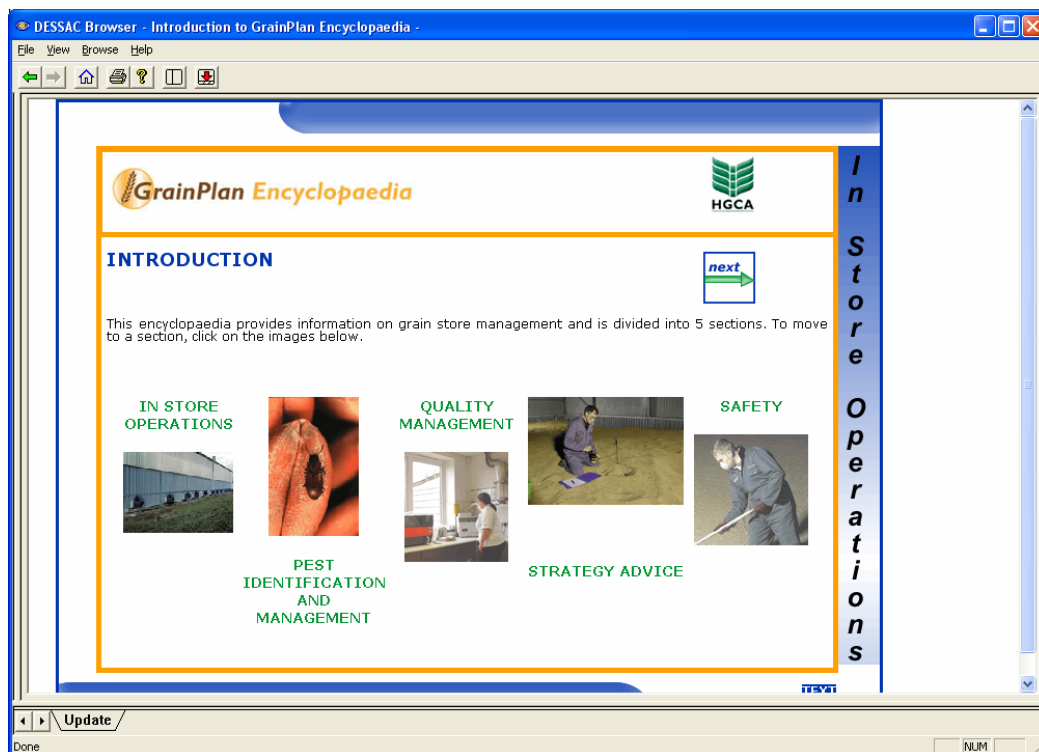 DESSAC Browser - Introduction to GrainPlan Encyclopaedia -
File View Browse Help
GrainPlan Encyclopaedia
HGCA
INTRODUCTION
next
This encyclopaedia provides information on grain store management and is divided into 5 sections. To move
to a section, click on the images below.
IN STORE
OPERATIONS
PEST
IDENTIFICATION
AND
MANAGEMENT
QUALITY
MANAGEMENT
STRATEGY ADVICE
SAFETY
In Store Operations
TEXT
Update
Done
NUM